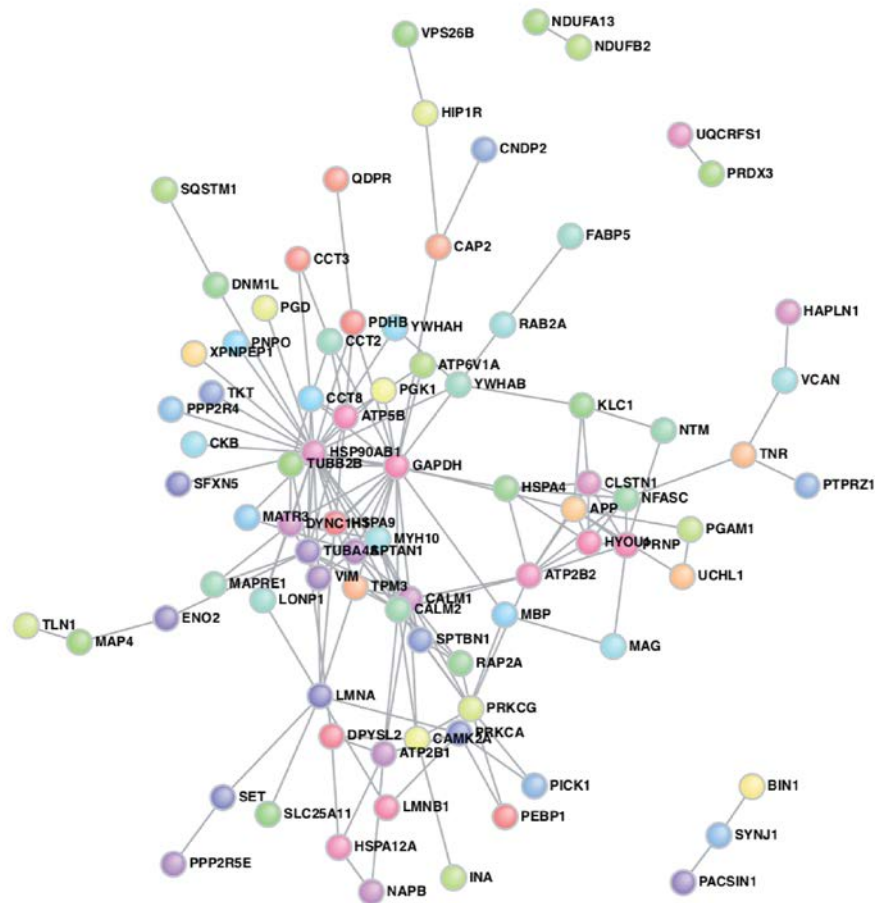 NDUFA13
VPS26B
NDUFB2
HIP1R
UQCRFS1
CNDP2
PRDX3
QDPR
SQSTM1
FABP5
CAP2
CCT3
DNM1L
PGD
HAPLN1
PDHB
YWHAH
RAB2A
PNPO
CCT2
XPNPEP1
ATP6V1A
VCAN
YWHAB
TKT
PGK1
CCT8
KLC1
PPP2R4
ATP5B
NTM
CKB
HSP90AB1
TNR
TUBB2B
GAPDH
SFXN5
CLSTN1
PTPRZ1
HSPA4
NFASC
APP
MATR3
DYNC1H1
HSPA9
PGAM1
MYH10
HYOU1
PRNP
TUBA4A
SPTAN1
VIM
ATP2B2
UCHL1
MAPRE1
TPM3
LONP1
CALM1
CALM2
ENO2
MBP
TLN1
MAP4
SPTBN1
MAG
RAP2A
LMNA
PRKCG
DPYSL2
CAMK2A
PRKCA
ATP2B1
PICK1
BIN1
SET
LMNB1
SLC25A11
PEBP1
SYNJ1
HSPA12A
PPP2R5E
INA
NAPB
PACSIN1